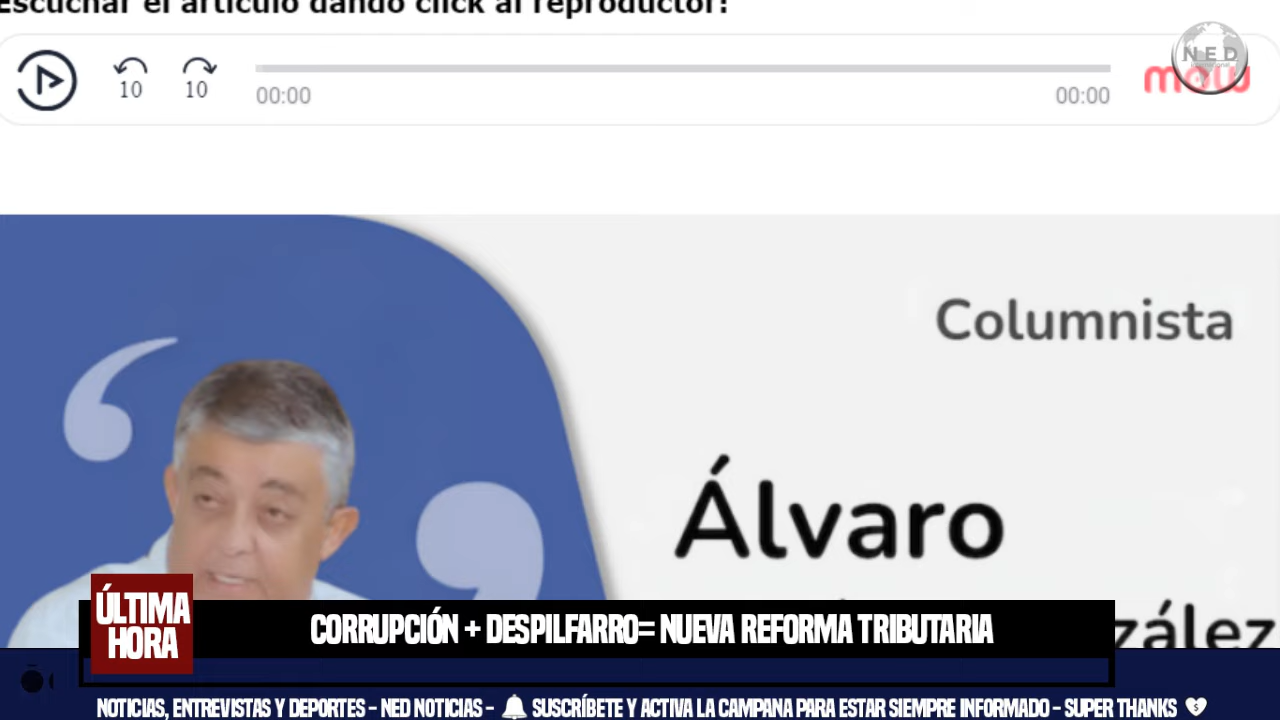 Escuchar el artículo dando click al reproductor!
10
10
00:00
00:00
NED
Columnista
Álvaro
ÚLTIMA
HORA
CORRUPCIÓN + DESPILFARRO= NUEVA REFORMA TRIBUTARIA
NOTICIAS, ENTREVISTAS Y DEPORTES - NED NOTICIAS - 🔔 SUSCRÍBETE Y ACTIVA LA CAMPANA PARA ESTAR SIEMPRE INFORMADO - SUPER THANKS